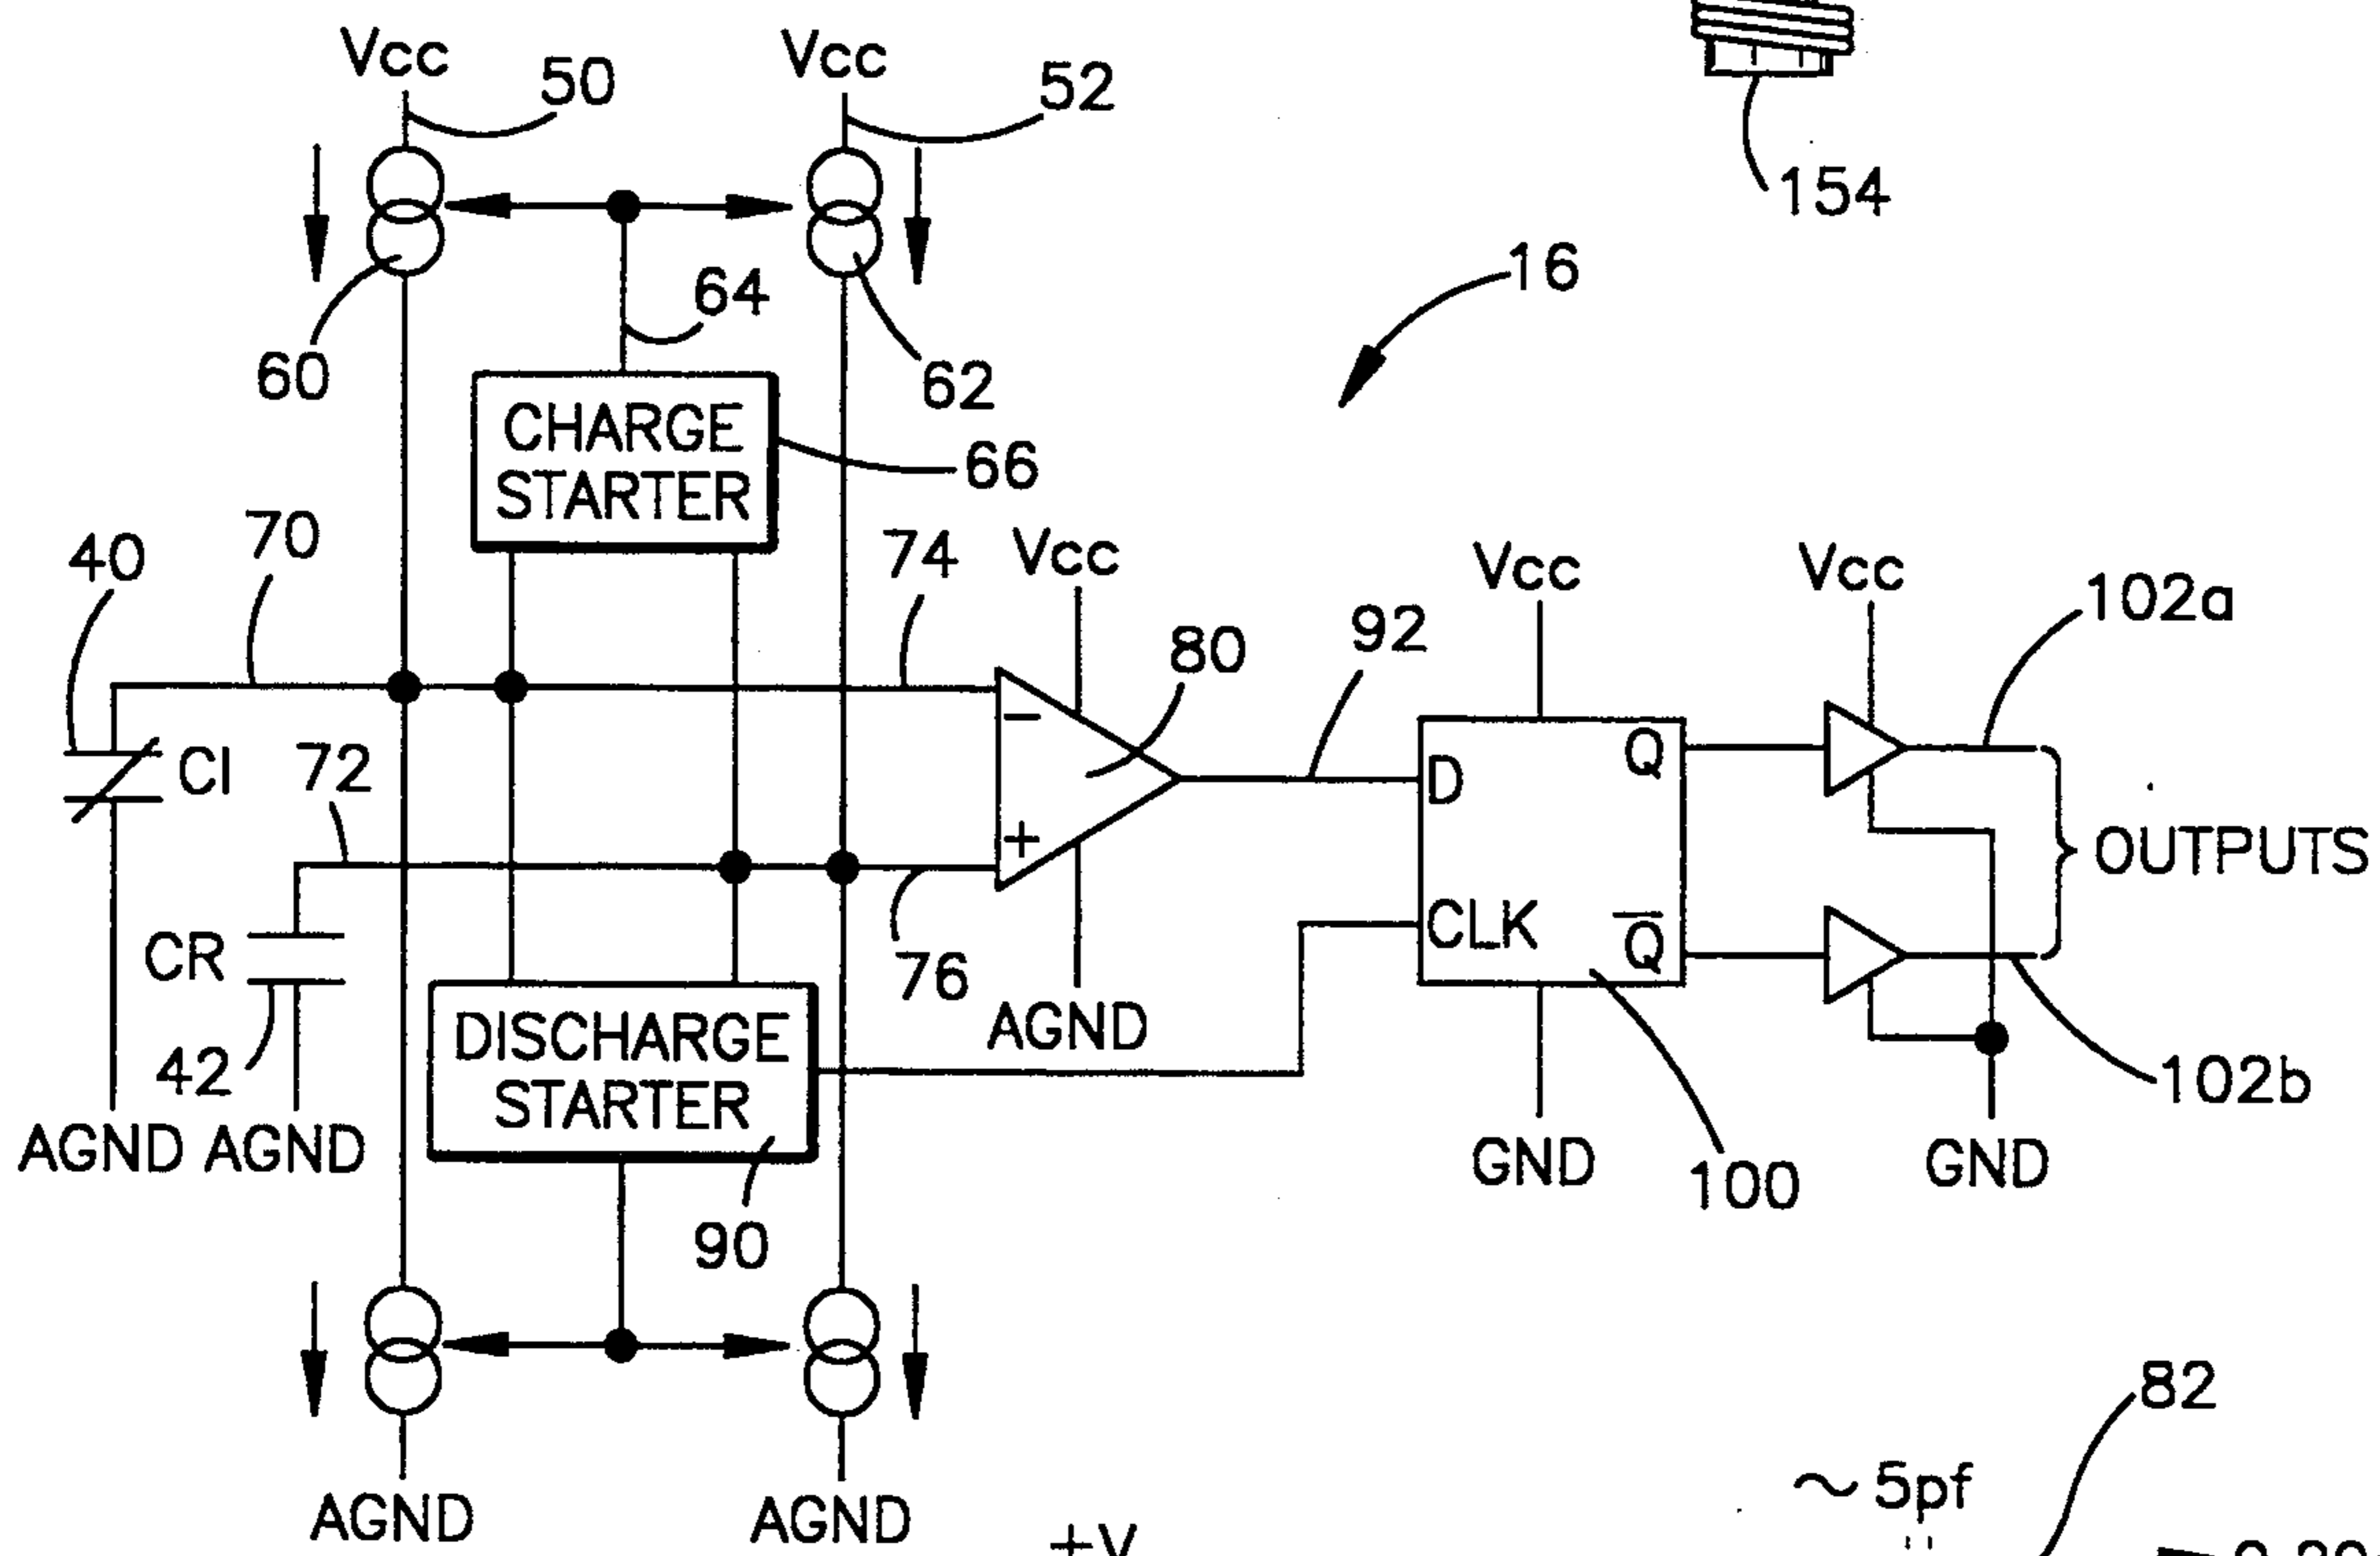 Vcc
50
Vcc
52
154
16
64
60
62
CHARGE
STARTER
66
70
40
74
Vcc
Vcc
Vcc
102a
92
80
72
CI
−
+
D
Q
CLK
Q̅
OUTPUTS
CR
76
AGND
42
DISCHARGE
STARTER
102b
AGND
AGND
GND
100
GND
90
82
~ 5pf
AGND
AGND
+V